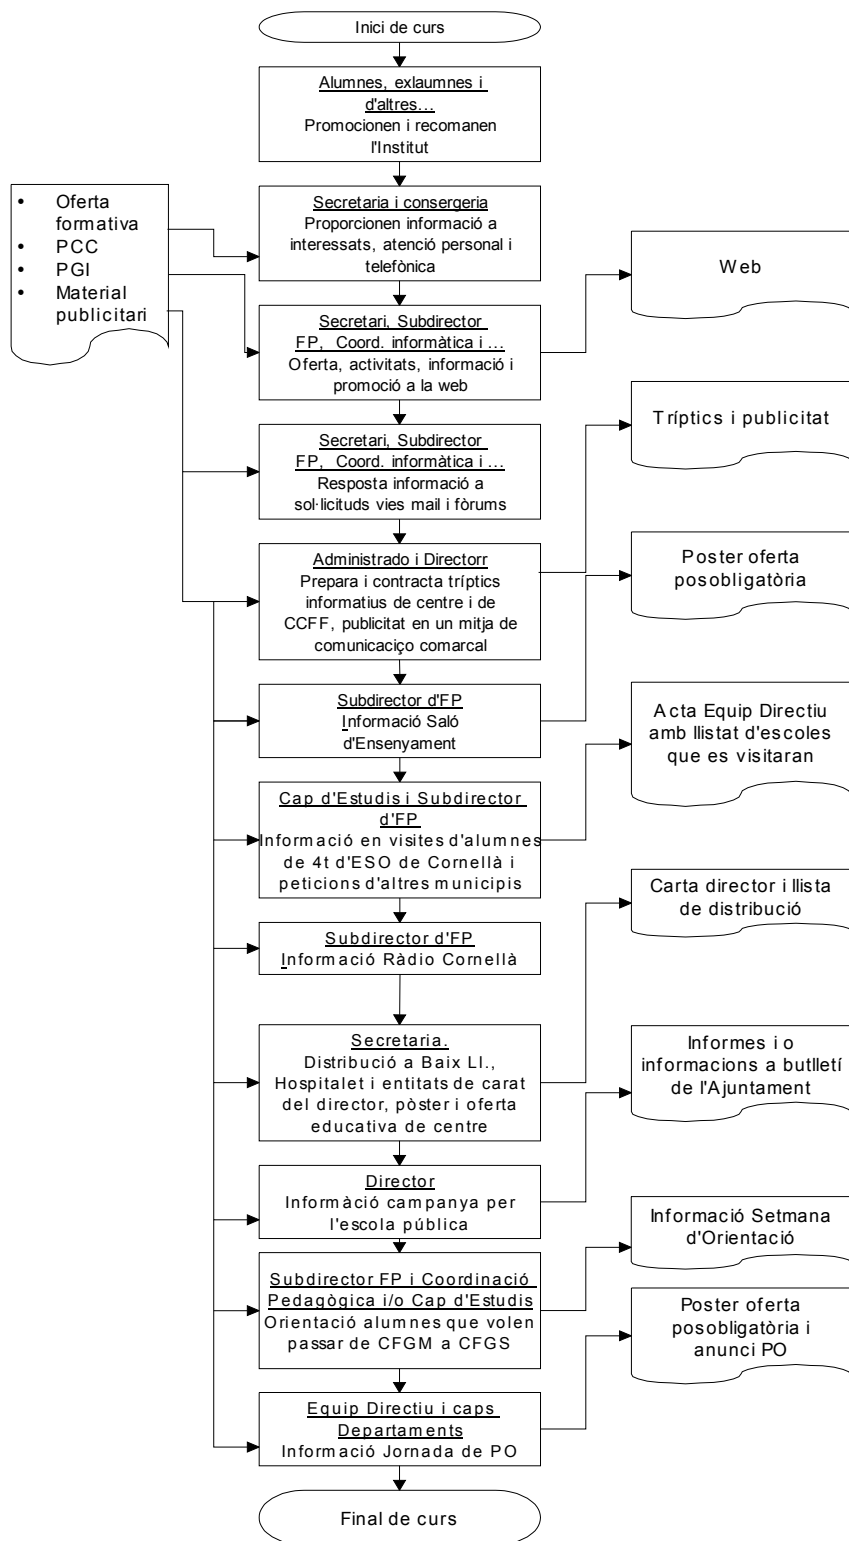 Inici de curs
Alumnes, exlaumnes i
d'altres...
Promocionen i recomanen
l'Institut
• Oferta
formativa
• PCC
• PGI
• Material
publicitari
Secretaria i consergeria
Proporcionen informació a
interessats, atenció personal i
telefònica
Web
Secretari, Subdirector
FP, Coord. informàtica i ...
Oferta, activitats, informació i
promoció a la web
Tríptics i publicitat
Secretari, Subdirector
FP, Coord. informàtica i ...
Resposta informació a
sol·licituds vies mail i fòrums
Administrado i Directorr
Prepara i contracta tríptics
informatius de centre i de
CCFF, publicitat en un mitja de
comunicaciço comarcal
Poster oferta
posobligatòria
Subdirector d'FP
Informació Saló
d'Ensenyament
Acta Equip Directiu
amb llistat d'escoles
que es visitaran
Cap d'Estudis i Subdirector
d'FP
Informació en visites d'alumnes
de 4t d'ESO de Cornellà i
peticions d'altres municipis
Carta director i llista
de distribució
Subdirector d'FP
Informació Ràdio Cornellà
Secretaria.
Distribució a Baix Ll.,
Hospitalet i entitats de carat
del director, pòster i oferta
educativa de centre
Informes i o
informacions a butlletí
de l'Ajuntament
Director
Informàció campanya per
l'escola pública
Informació Setmana
d'Orientació
Subdirector FP i Coordinació
Pedagògica i/o Cap d'Estudis
Orientació alumnes que volen
passar de CFGM a CFGS
Poster oferta
posobligatòria i
anunci PO
Equip Directiu i caps
Departaments
Informació Jornada de PO
Final de curs